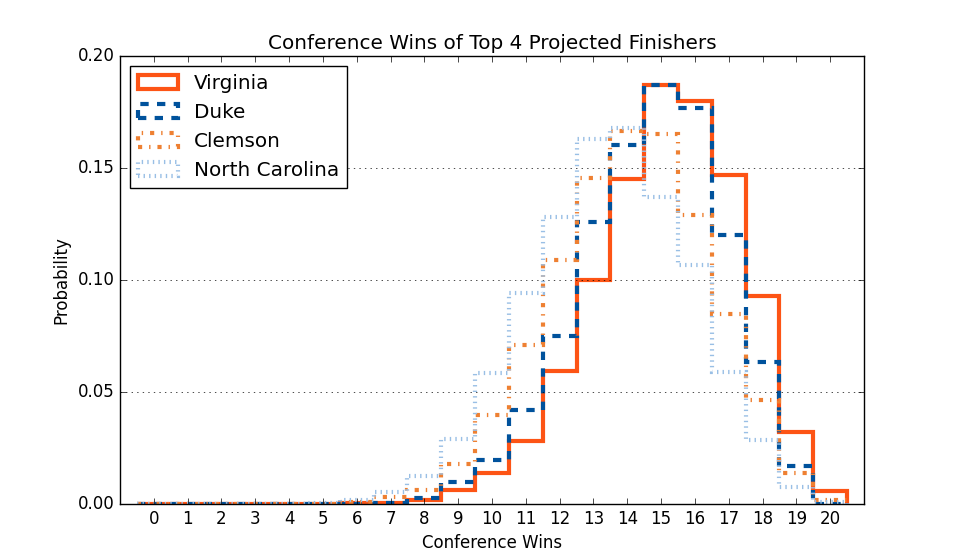 Conference Wins of Top 4 Projected Finishers
Virginia
Duke
Clemson
North Carolina
0.20
0.15
0.10
0.05
0.00
Probability
0 1 2 3 4 5 6 7 8 9 10 11 12 13 14 15 16 17 18 19 20
Conference Wins